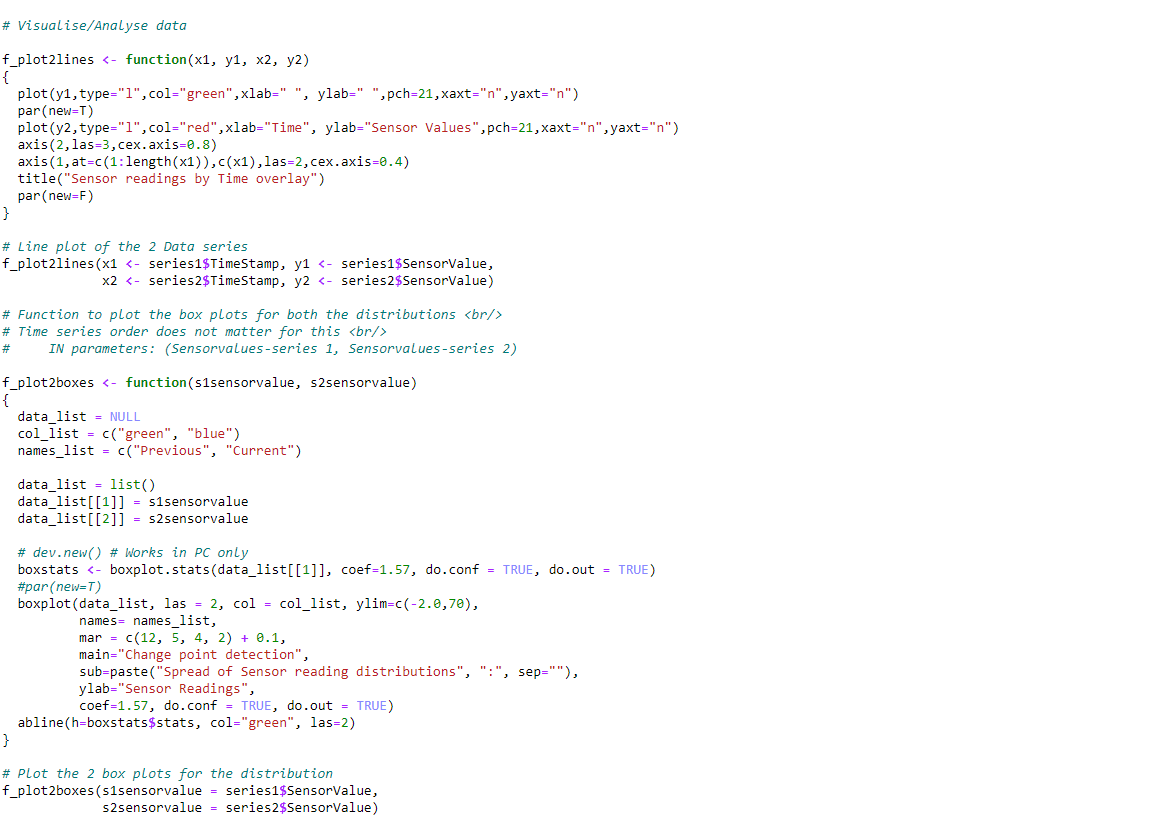 # Visualise/Analyse data
f_plot2lines <- function(x1, y1, x2, y2)
{
  plot(y1,type="l",col="green",xlab=" ", ylab=" ",pch=21,xaxt="n",yaxt="n")
  par(new=T)
  plot(y2,type="l",col="red",xlab="Time", ylab="Sensor Values",pch=21,xaxt="n",yaxt="n")
  axis(2,las=3,cex.axis=0.8)
  axis(1,at=c(1:length(x1)),c(x1),las=2,cex.axis=0.4)
  title("Sensor readings by Time overlay")
  par(new=F)
}
# Line plot of the 2 Data series
f_plot2lines(x1 <- series1$TimeStamp, y1 <- series1$SensorValue,
             x2 <- series2$TimeStamp, y2 <- series2$SensorValue)
# Function to plot the box plots for both the distributions <br/>
# Time series order does not matter for this <br/>
#     IN parameters: (Sensorvalues-series 1, Sensorvalues-series 2)
f_plot2boxes <- function(s1sensorvalue, s2sensorvalue)
{
  data_list = NULL
  col_list = c("green", "blue")
  names_list = c("Previous", "Current")
  data_list = list()
  data_list[[1]] = s1sensorvalue
  data_list[[2]] = s2sensorvalue
  # dev.new() # Works in PC only
  boxstats <- boxplot.stats(data_list[[1]], coef=1.57, do.conf = TRUE, do.out = TRUE)
  #par(new=T)
  boxplot(data_list, las = 2, col = col_list, ylim=c(-2.0,70),
          names= names_list,
          mar = c(12, 5, 4, 2) + 0.1,
          main="Change point detection",
          sub=paste("Spread of Sensor reading distributions", ":", sep=""),
          ylab="Sensor Readings",
          coef=1.57, do.conf = TRUE, do.out = TRUE)
  abline(h=boxstats$stats, col="green", las=2)
}
# Plot the 2 box plots for the distribution
f_plot2boxes(s1sensorvalue = series1$SensorValue,
             s2sensorvalue = series2$SensorValue)